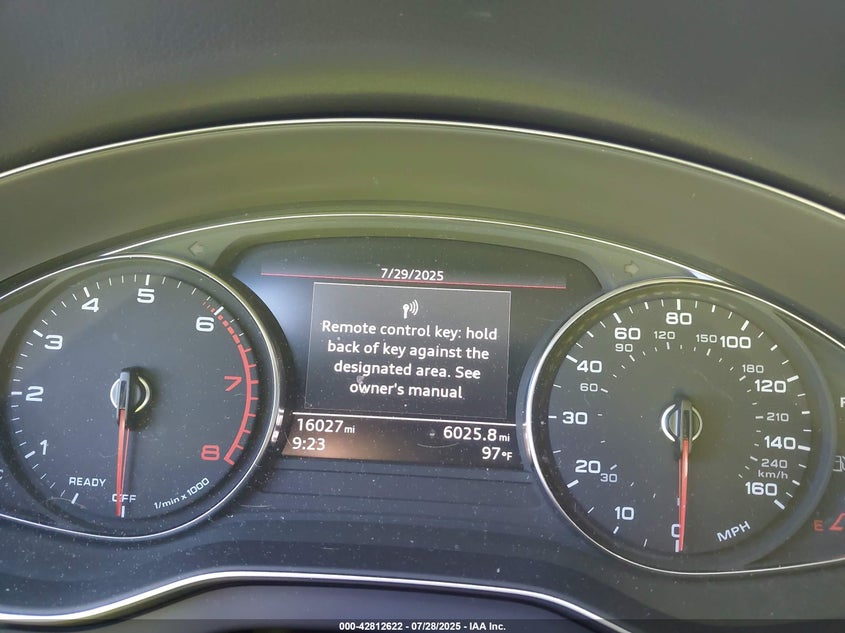 7/29/2025
Remote control key: hold
back of key against the
designated area. See
owner's manual
16027mi
6025.8mi
9:23
97°F
1
2
3
4
5
6
7
8
READY
OFF
1/min x 1000
0
10
20
30
40
60
80
100
120
140
160
MPH
30
60
90
120
150
180
210
240
km/h
E
000-42812622 | 07/28/2025 - IAA Inc.